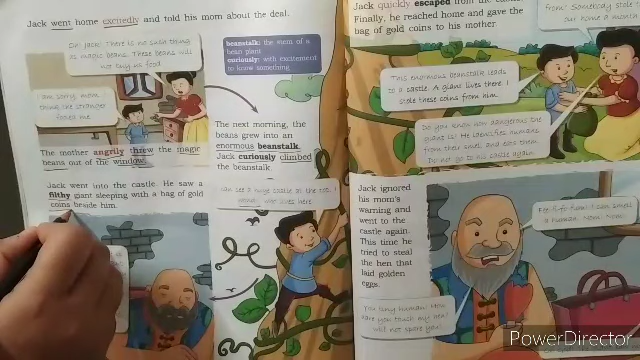 Jack went home excitedly and told his mom about the deal.
Oh! Jack! There is no such thing
as magic beans. These beans will
not buy us food.
I am sorry, mom. I
think the stranger
fooled me.
beanstalk: the stem of a
bean plant
curiously: with excitement
to know something
The mother angrily threw the magic
beans out of the window.
The next morning, the
beans grew into an
enormous beanstalk.
Jack curiously climbed
the beanstalk.
Jack went into the castle. He saw a
filthy giant sleeping with a bag of gold
coins beside him.
I can see a huge castle at the top. I
wonder who lives here.
Jack quickly escaped from the
Finally, he reached home and gave the
bag of gold coins to his mother.
from? Somebody stole
our home a month
This enormous beanstalk leads
to a castle. A giant lives there. I
stole these coins from him.
Do you know how dangerous the
giant is? He identifies humans
from their smell and eats them.
Do not go to his castle again.
Jack ignored
his mom's
warning and
went to the
castle again.
This time he
tried to steal
the hen that
laid golden
eggs.
I can smell
a human. Nom! Nom!
You tiny human! How
dare you touch my hen!
I will not spare you!
PowerDirector